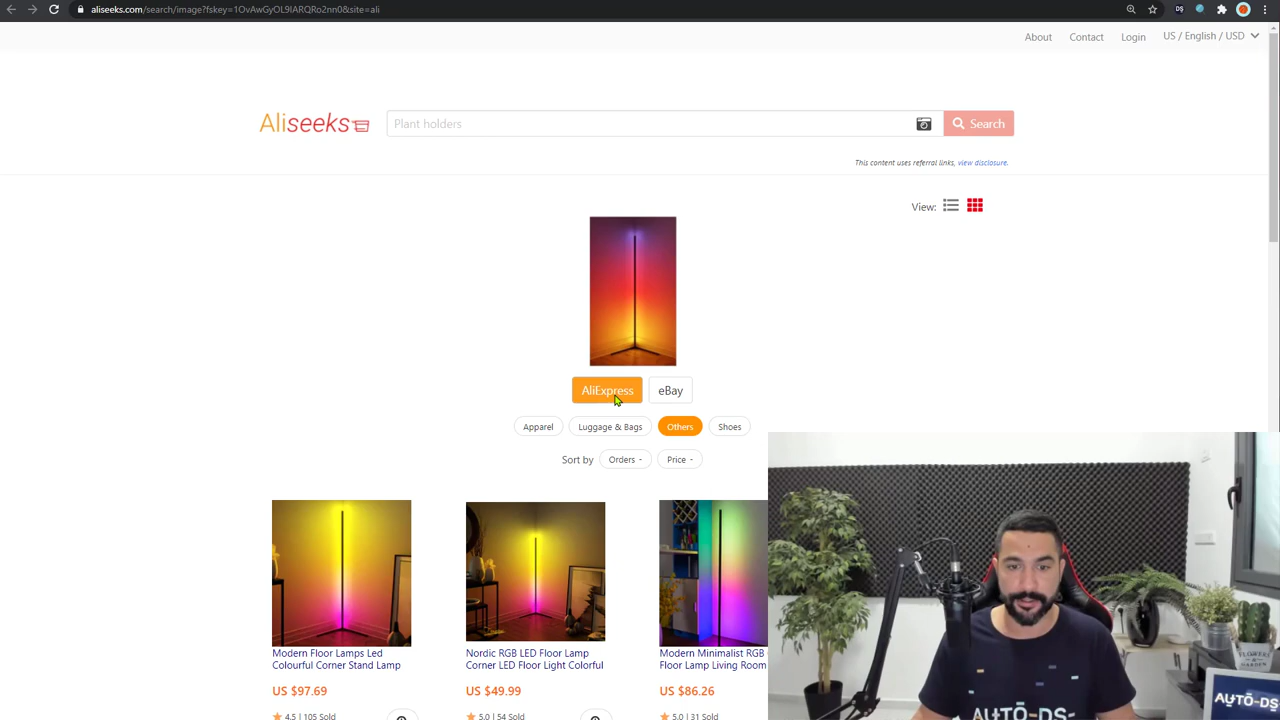 aliseeks.com/search/image?fskey=1OvAwGyOL9IARQRo2nn0&site=ali
About Contact Login US / English / USD
Aliseeks Plant holders Search
This content uses referral links, view disclosure.
View:
AliExpress eBay
Apparel Luggage & Bags Others Shoes
Sort by Orders - Price -
Modern Floor Lamps Led
Colourful Corner Stand Lamp
US $97.69
4.5 | 105 Sold
Nordic RGB LED Floor Lamp
Corner LED Floor Light Colorful
US $49.99
5.0 | 54 Sold
Modern Minimalist RGB
Floor Lamp Living Room
US $86.26
5.0 | 31 Sold
AUTO-DS-
AUTO-DS